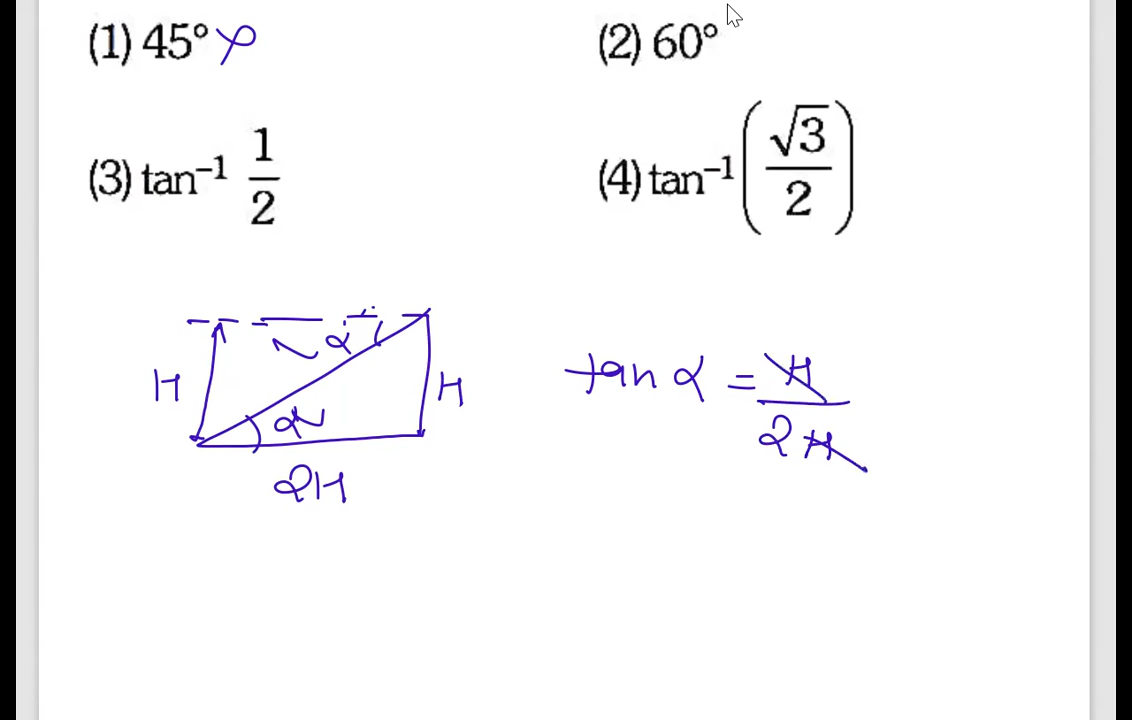 (1) 45° (2) 60°
(3) tan⁻¹ 1/2 (4) tan⁻¹(√3/2)
α
H H tan α = H/2H
α
2H